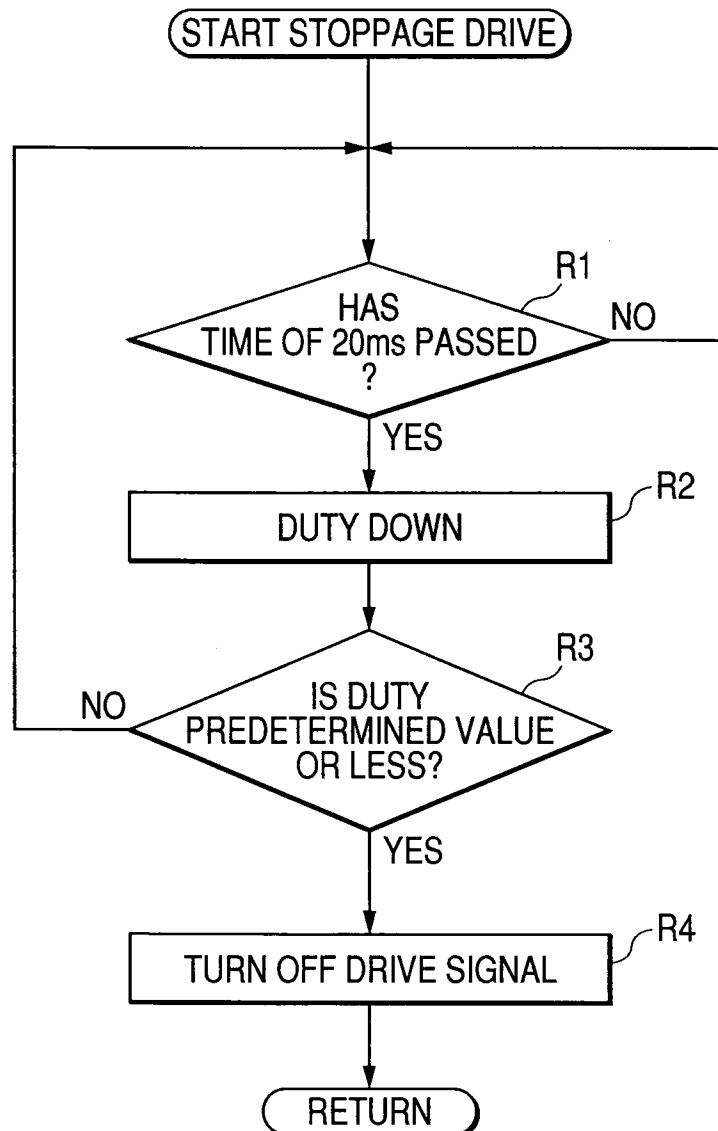 START STOPPAGE DRIVE
R1
HAS
TIME OF 20ms PASSED
?
NO
YES
R2
DUTY DOWN
R3
IS DUTY
PREDETERMINED VALUE
OR LESS?
NO
YES
R4
TURN OFF DRIVE SIGNAL
RETURN